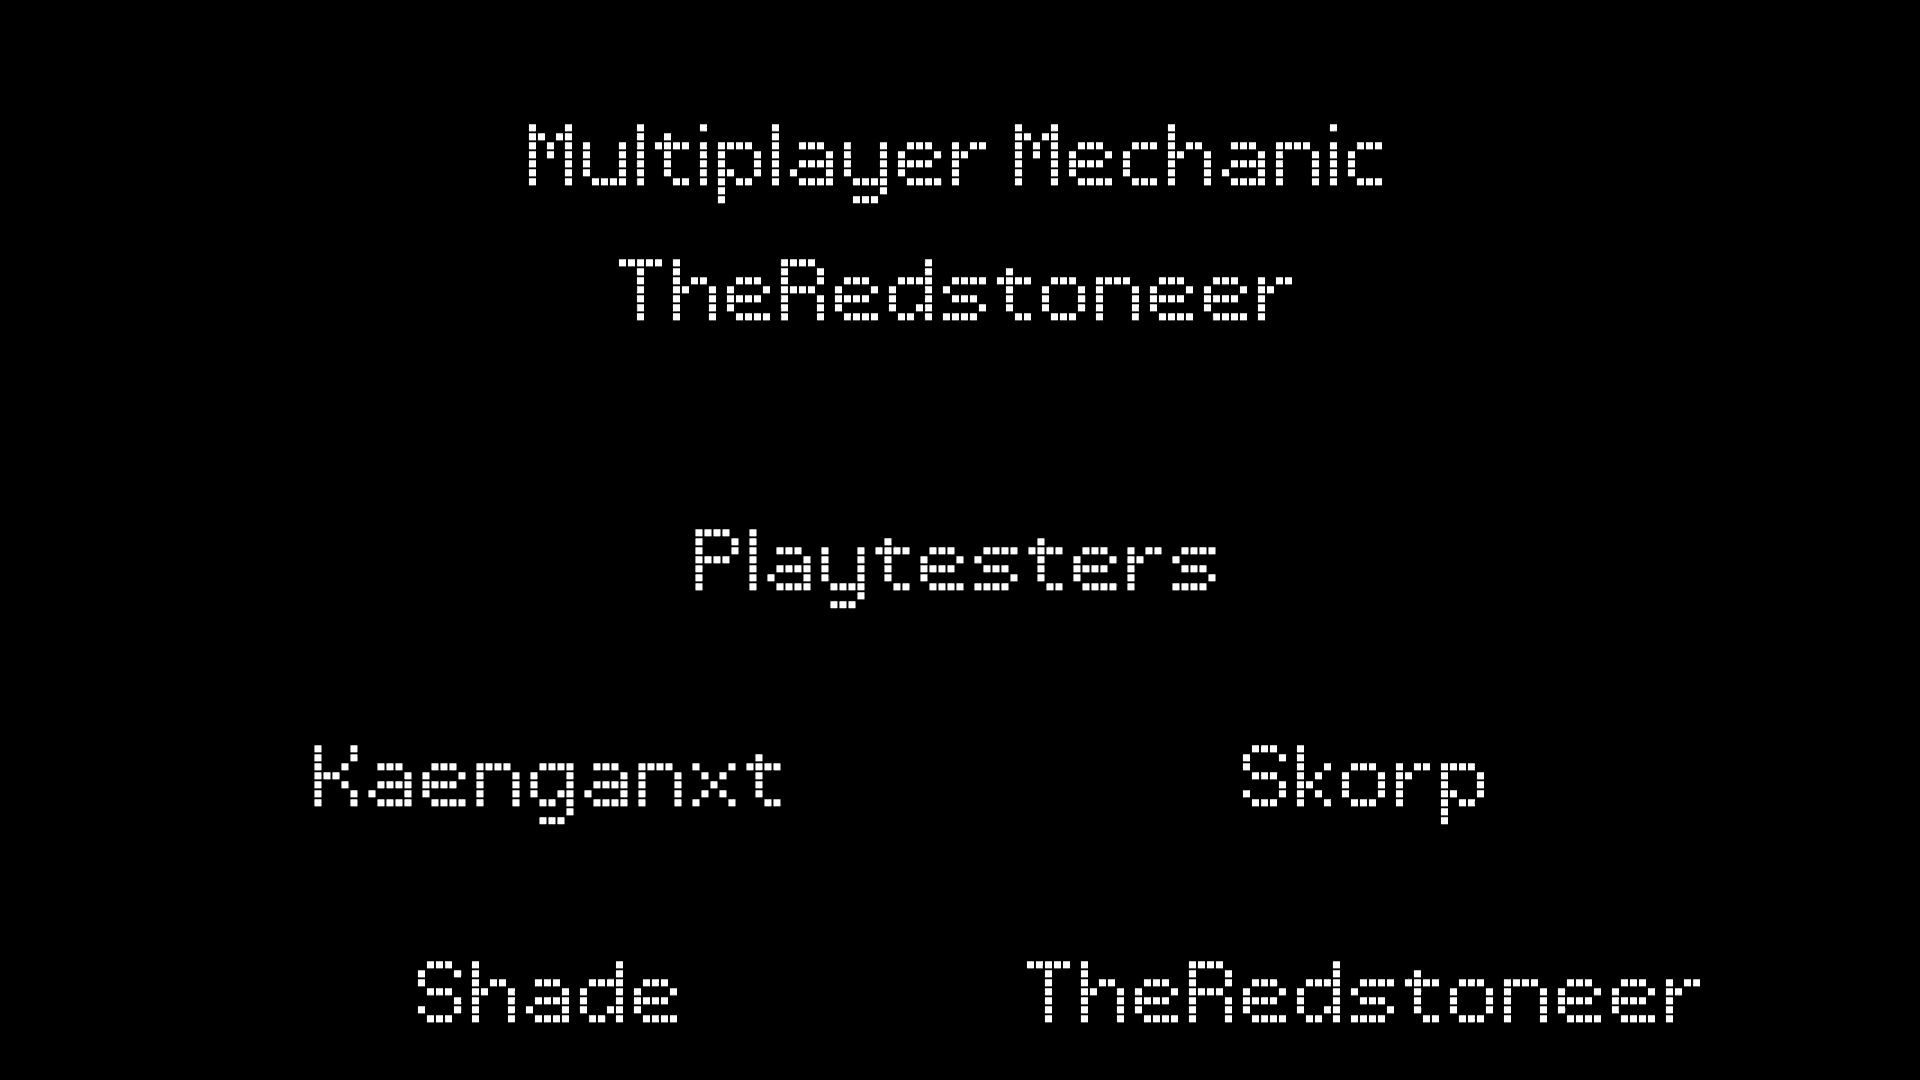 Multiplayer Mechanic
TheRedstoneer
Playtesters
Kaenganxt Skorp
Shade TheRedstoneer